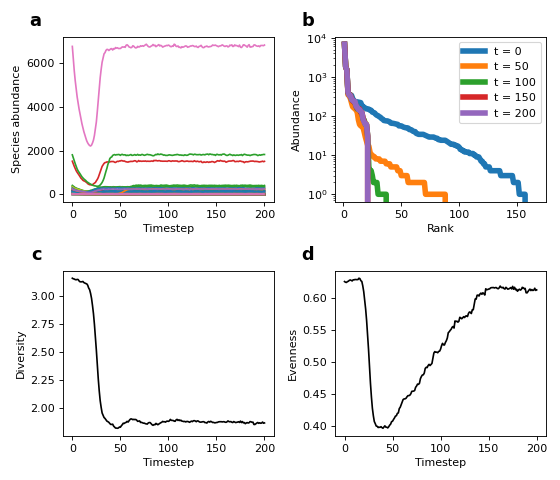 a
Species abundance
6000
4000
2000
0
0 50 100 150 200
Timestep
b
Abundance
10⁴
10³
10²
10¹
10⁰
t = 0
t = 50
t = 100
t = 150
t = 200
0 50 100 150
Rank
c
Diversity
3.00
2.75
2.50
2.25
2.00
0 50 100 150 200
Timestep
d
Evenness
0.60
0.55
0.50
0.45
0.40
0 50 100 150 200
Timestep